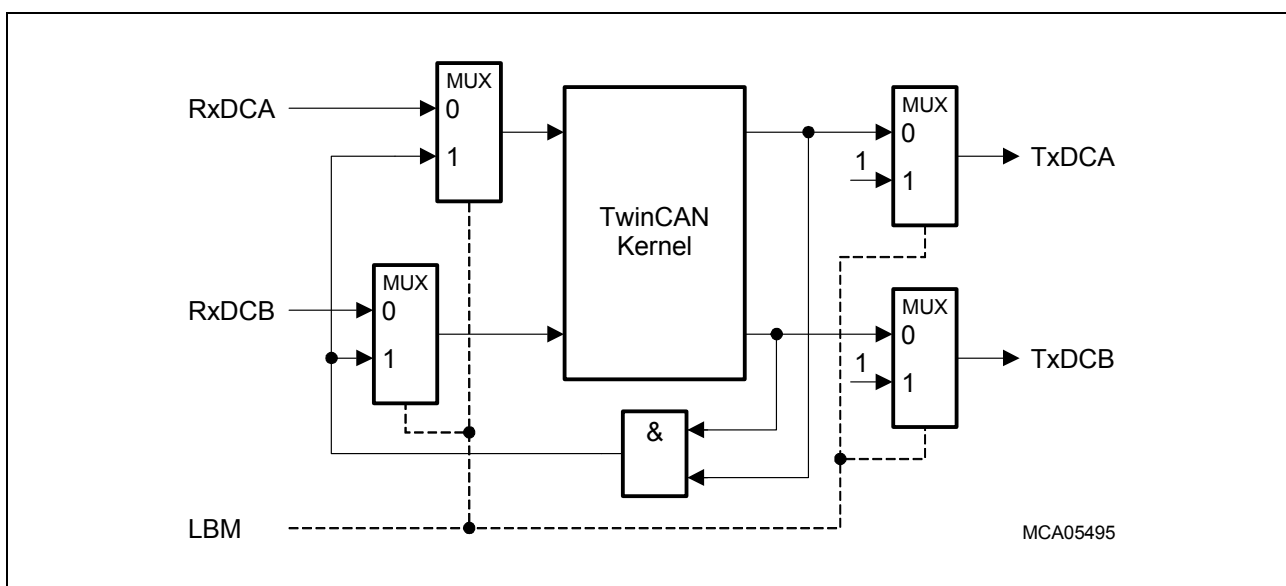 MUX
RxDCA
0
1
MUX
0
1
1
TxDCA
TwinCAN
Kernel
RxDCB
MUX
0
1
MUX
0
1
1
TxDCB
&
LBM
MCA05495